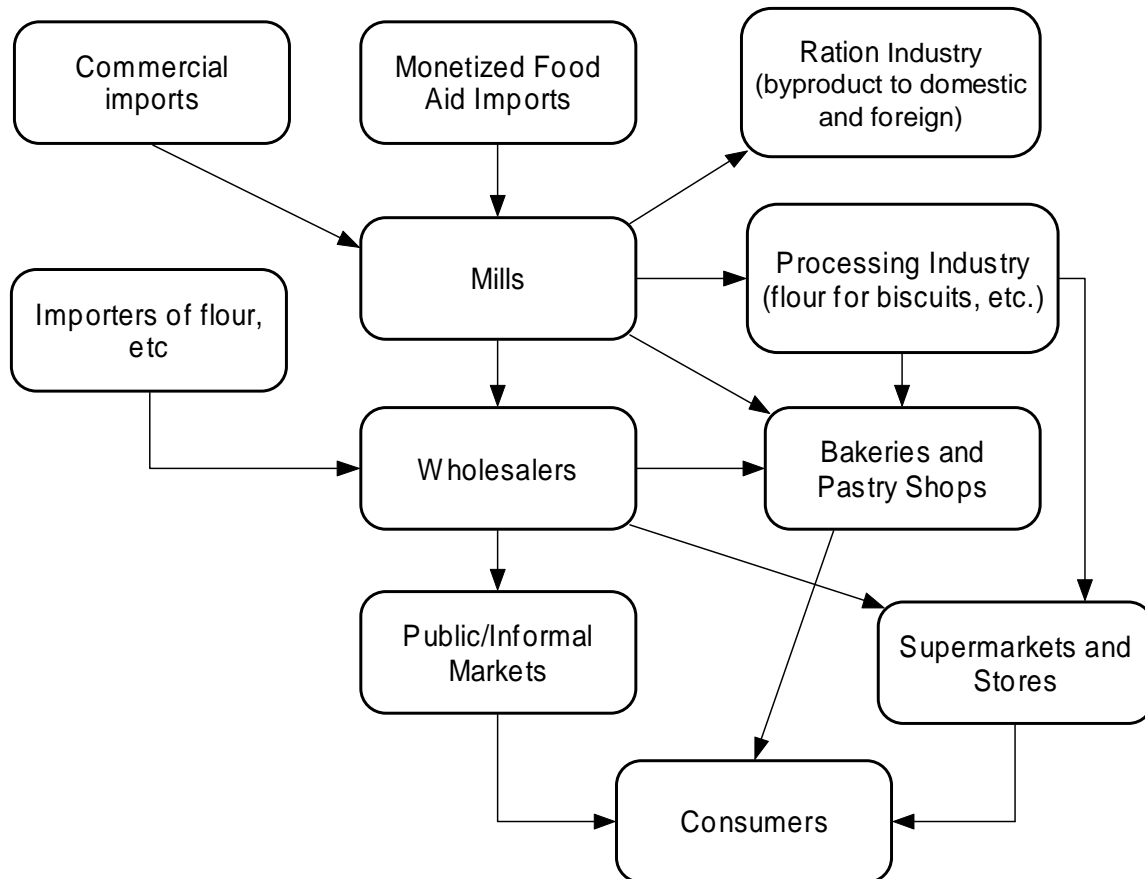 Commercial
imports
Monetized Food
Aid Imports
Ration Industry
(byproduct to domestic
and foreign)
Mills
Processing Industry
(flour for biscuits, etc.)
Importers of flour,
etc
Wholesalers
Bakeries and
Pastry Shops
Public/Informal
Markets
Supermarkets and
Stores
Consumers